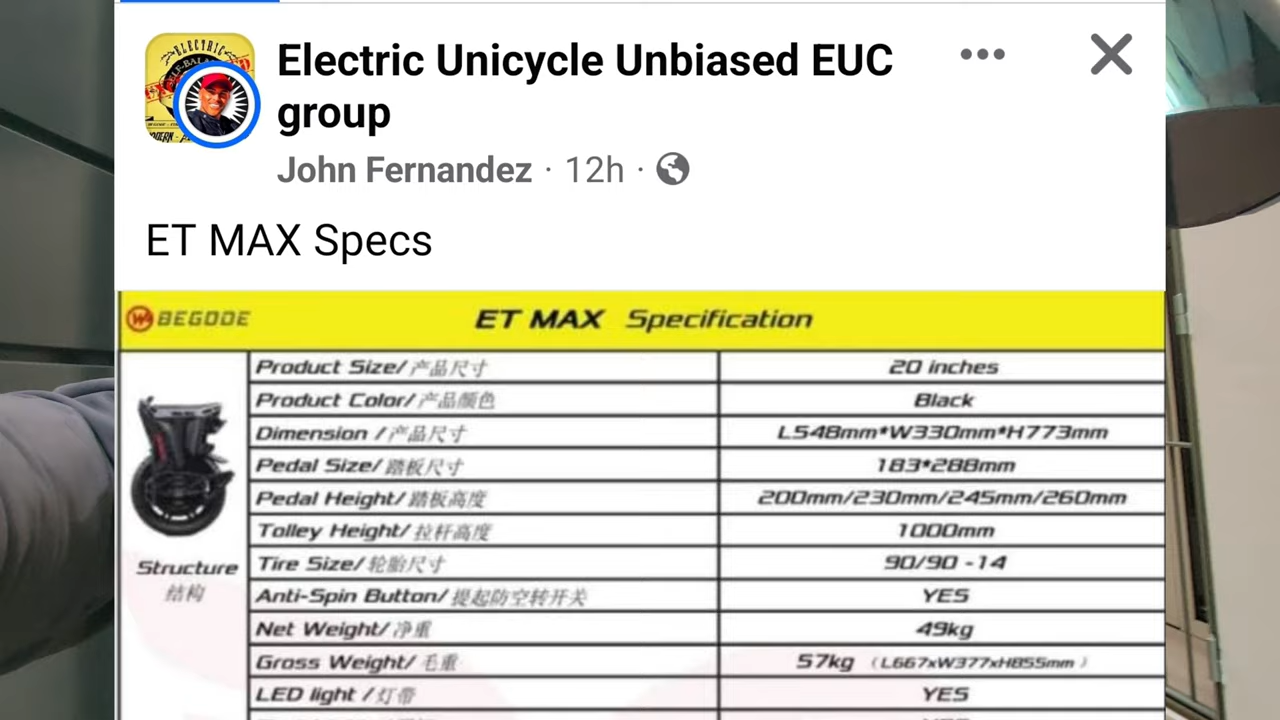 Electric Unicycle Unbiased EUC
group
John Fernandez · 12h ·
ET MAX Specs
BEGODE
ET MAX Specification
Product Size/ 产品尺寸 20 inches
Product Color/ 产品颜色 Black
Dimension / 产品尺寸 L548mm*W330mm*H773mm
Pedal Size/ 踏板尺寸 183*288mm
Pedal Height/ 踏板高度 200mm/230mm/245mm/260mm
Tolley Height/ 拉杆高度 1000mm
Tire Size/ 轮胎尺寸 90/90 -14
Structure
结构
Anti-Spin Button/ 提起防空转开关 YES
Net Weight/ 净重 49kg
Gross Weight/ 毛重 57kg (L667xW377xH855mm)
LED light / 灯带 YES